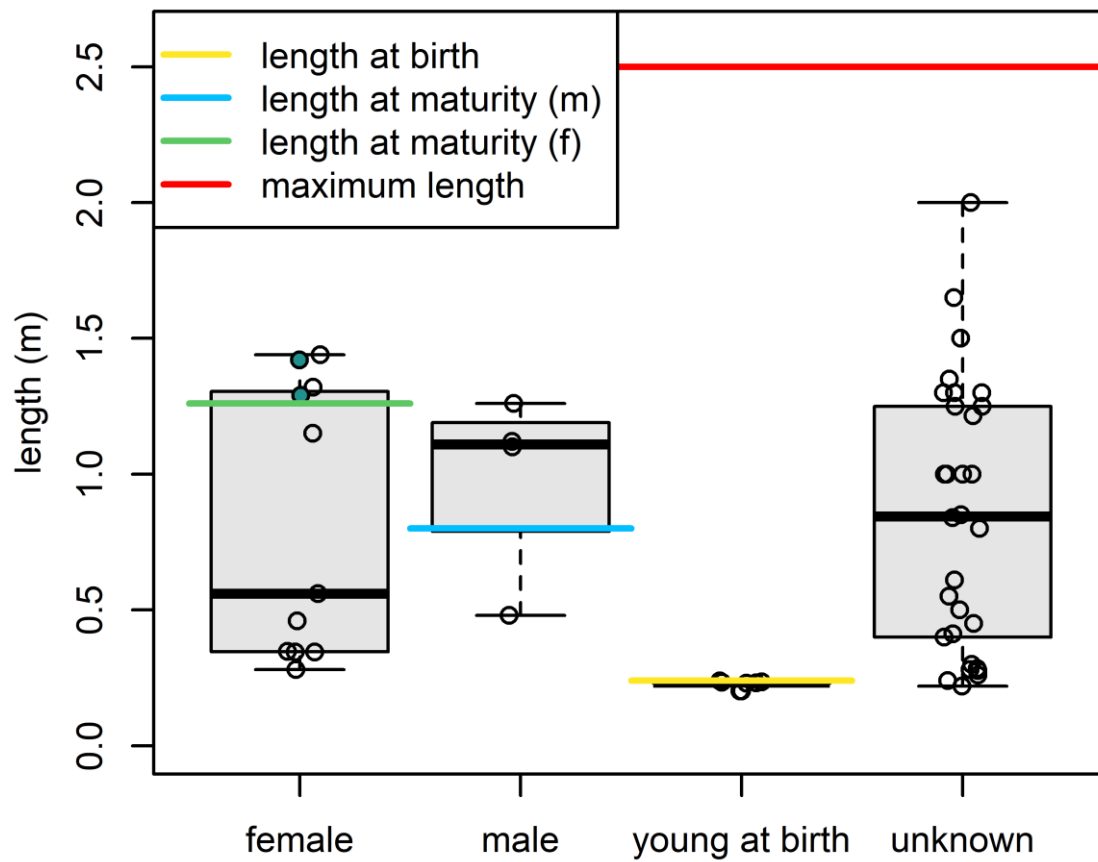 length at birth
length at maturity (m)
length at maturity (f)
maximum length
length (m)
2.5
2.0
1.5
1.0
0.5
0.0
female male young at birth unknown